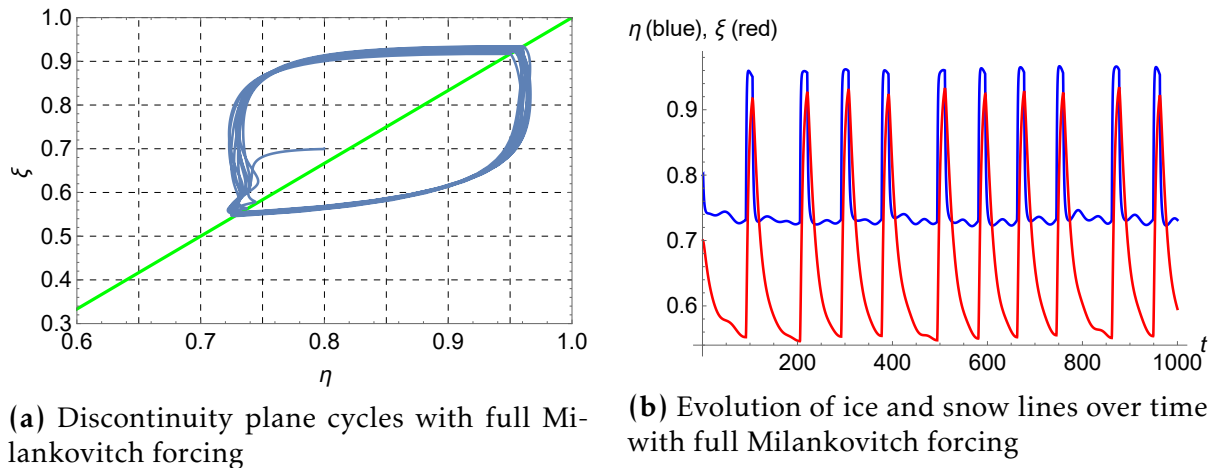 1.0
0.9
0.8
0.7
0.6
0.5
0.4
0.3
ξ
0.6 0.7 0.8 0.9 1.0
η
(a) Discontinuity plane cycles with full Mi-
lankovitch forcing
η (blue), ξ (red)
0.9
0.8
0.7
0.6
200 400 600 800 1000
t
(b) Evolution of ice and snow lines over time
with full Milankovitch forcing